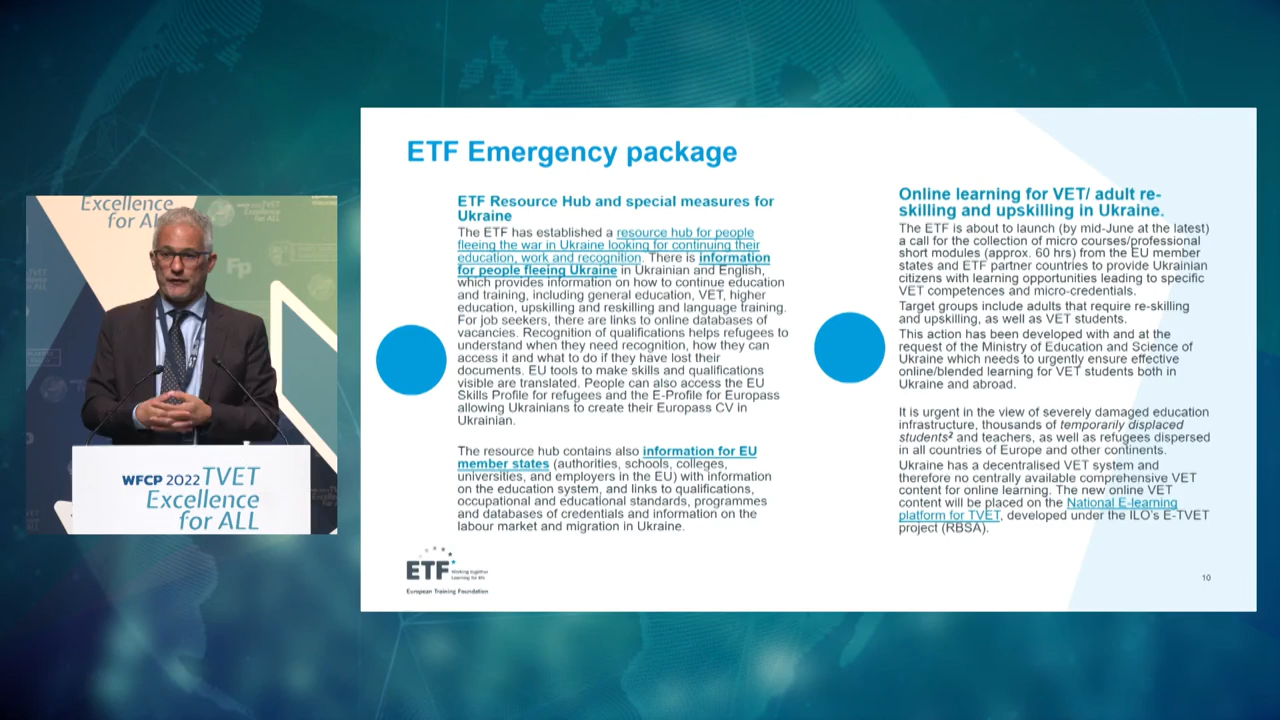 Excellence
for ALL
TVET
Excellence
for ALL
Fp
WFCP 2022 TVET
Excellence
for ALL
ETF Emergency package
ETF Resource Hub and special measures for
Ukraine
The ETF has established a resource hub for people
fleeing the war in Ukraine looking for continuing their
education, work and recognition. There is information
for people fleeing Ukraine in Ukrainian and English,
which provides information on how to continue education
and training, including general education, VET, higher
education, upskilling and reskilling and language training.
For job seekers, there are links to online databases of
vacancies. Recognition of qualifications helps refugees to
understand when they need recognition, how they can
access it and what to do if they have lost their
documents. EU tools to make skills and qualifications
visible are translated. People can also access the EU
Skills Profile for refugees and the E-Profile for Europass
allowing Ukrainians to create their Europass CV in
Ukrainian.
The resource hub contains also information for EU
member states (authorities, schools, colleges,
universities, and employers in the EU) with information
on the education system, and links to qualifications,
occupational and educational standards, programmes
and databases of credentials and information on the
labour market and migration in Ukraine.
ETF
Working together
Learning for life
European Training Foundation
Online learning for VET/ adult re-
skilling and upskilling in Ukraine.
The ETF is about to launch (by mid-June at the latest)
a call for the collection of micro courses/professional
short modules (approx. 60 hrs) from the EU member
states and ETF partner countries to provide Ukrainian
citizens with learning opportunities leading to specific
VET competences and micro-credentials.
Target groups include adults that require re-skilling
and upskilling, as well as VET students.
This action has been developed with and at the
request of the Ministry of Education and Science of
Ukraine which needs to urgently ensure effective
online/blended learning for VET students both in
Ukraine and abroad.
It is urgent in the view of severely damaged education
infrastructure, thousands of temporarily displaced
students² and teachers, as well as refugees dispersed
in all countries of Europe and other continents.
Ukraine has a decentralised VET system and
therefore no centrally available comprehensive VET
content for online learning. The new online VET
content will be placed on the National E-learning
platform for TVET, developed under the ILO's E-TVET
project (RBSA).
10